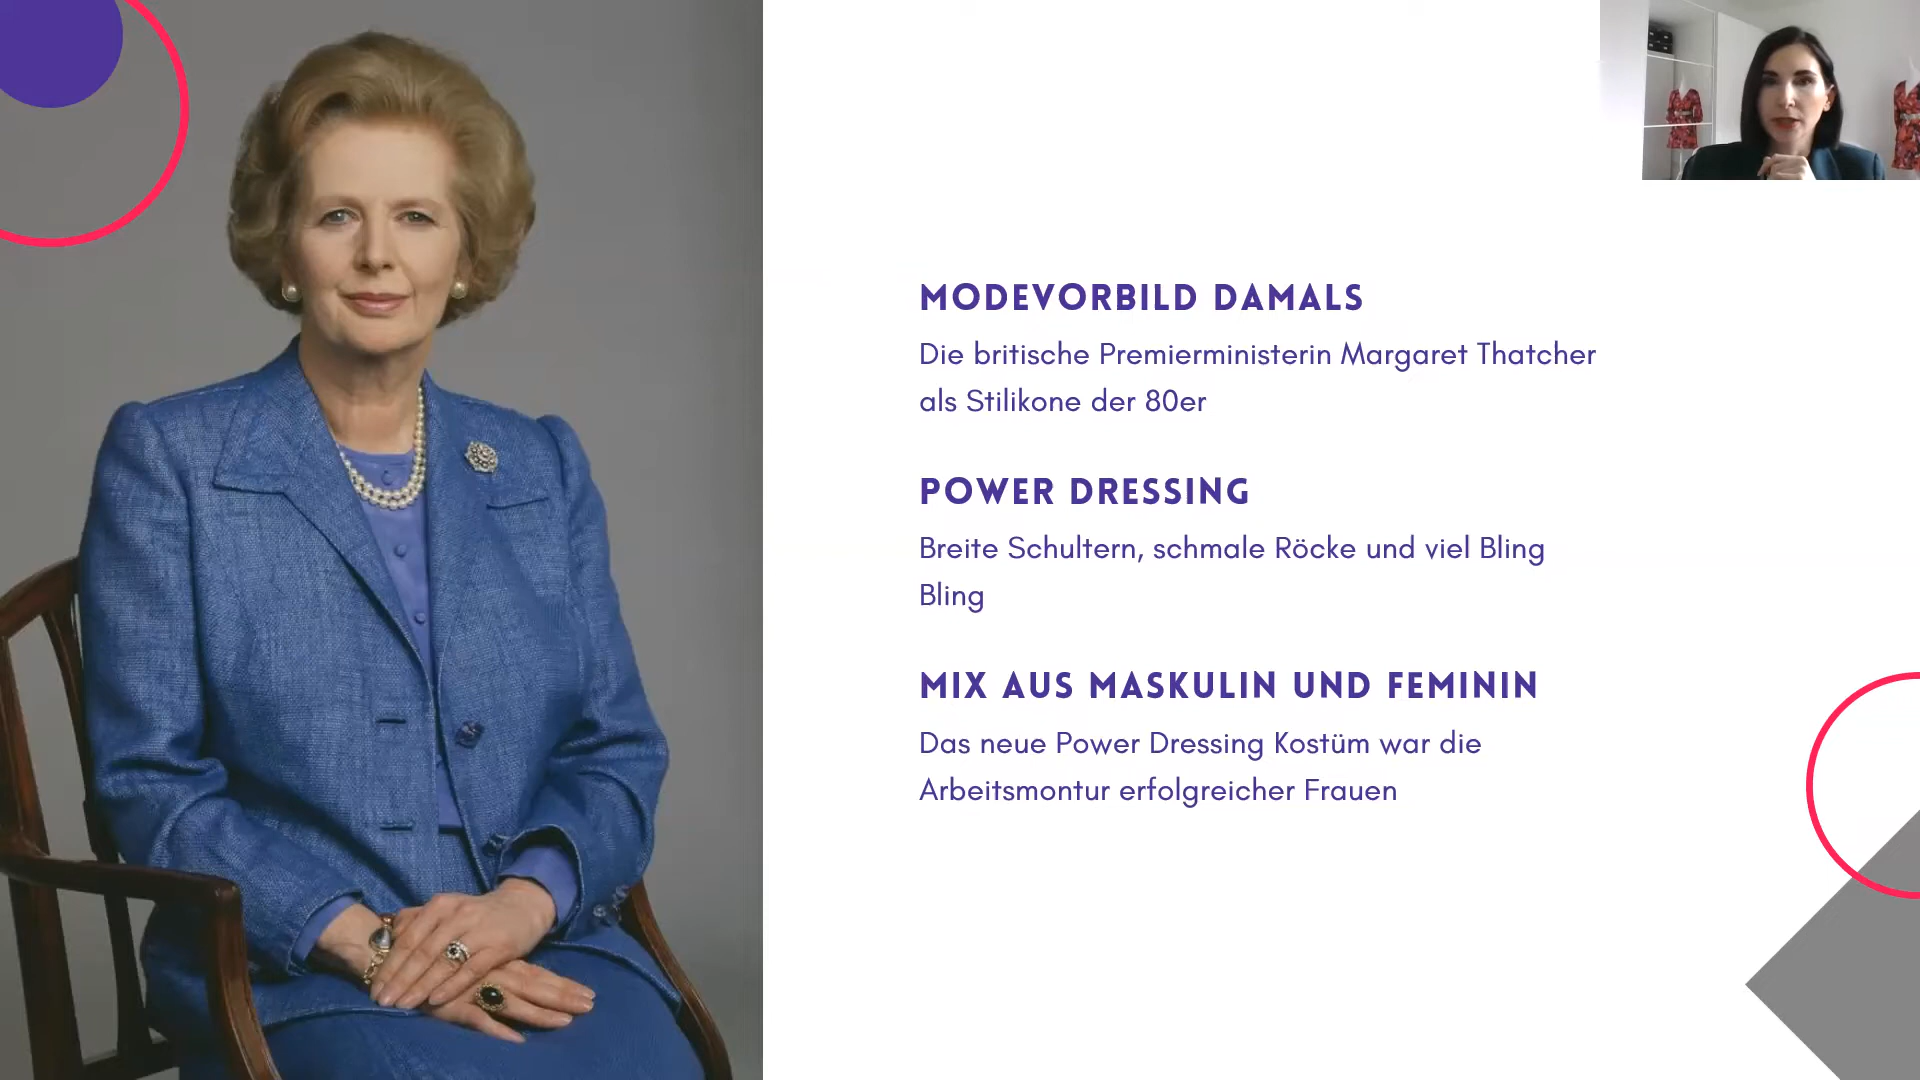 MODEVORBILD DAMALS
Die britische Premierministerin Margaret Thatcher
als Stilikone der 80er
POWER DRESSING
Breite Schultern, schmale Röcke und viel Bling
Bling
MIX AUS MASKULIN UND FEMININ
Das neue Power Dressing Kostüm war die
Arbeitsmontur erfolgreicher Frauen